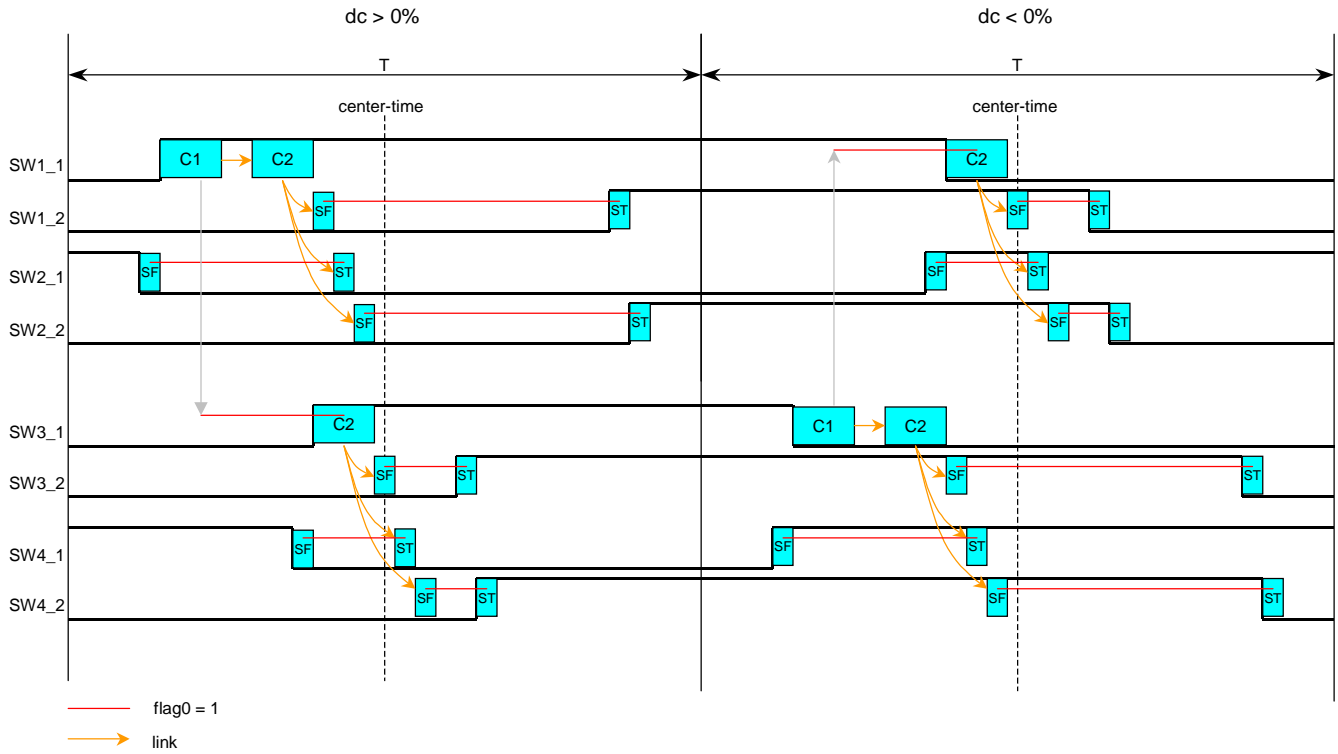 dc > 0%
dc < 0%
T
T
center-time
center-time
SW1_1
C1
C2
C2
SW1_2
SF
ST
SF
ST
SW2_1
SF
ST
SF
ST
SW2_2
SF
ST
SF
ST
SW3_1
C2
C1
C2
SW3_2
SF
ST
SF
ST
SW4_1
SF
ST
SF
ST
SW4_2
SF
ST
SF
ST
flag0 = 1
link